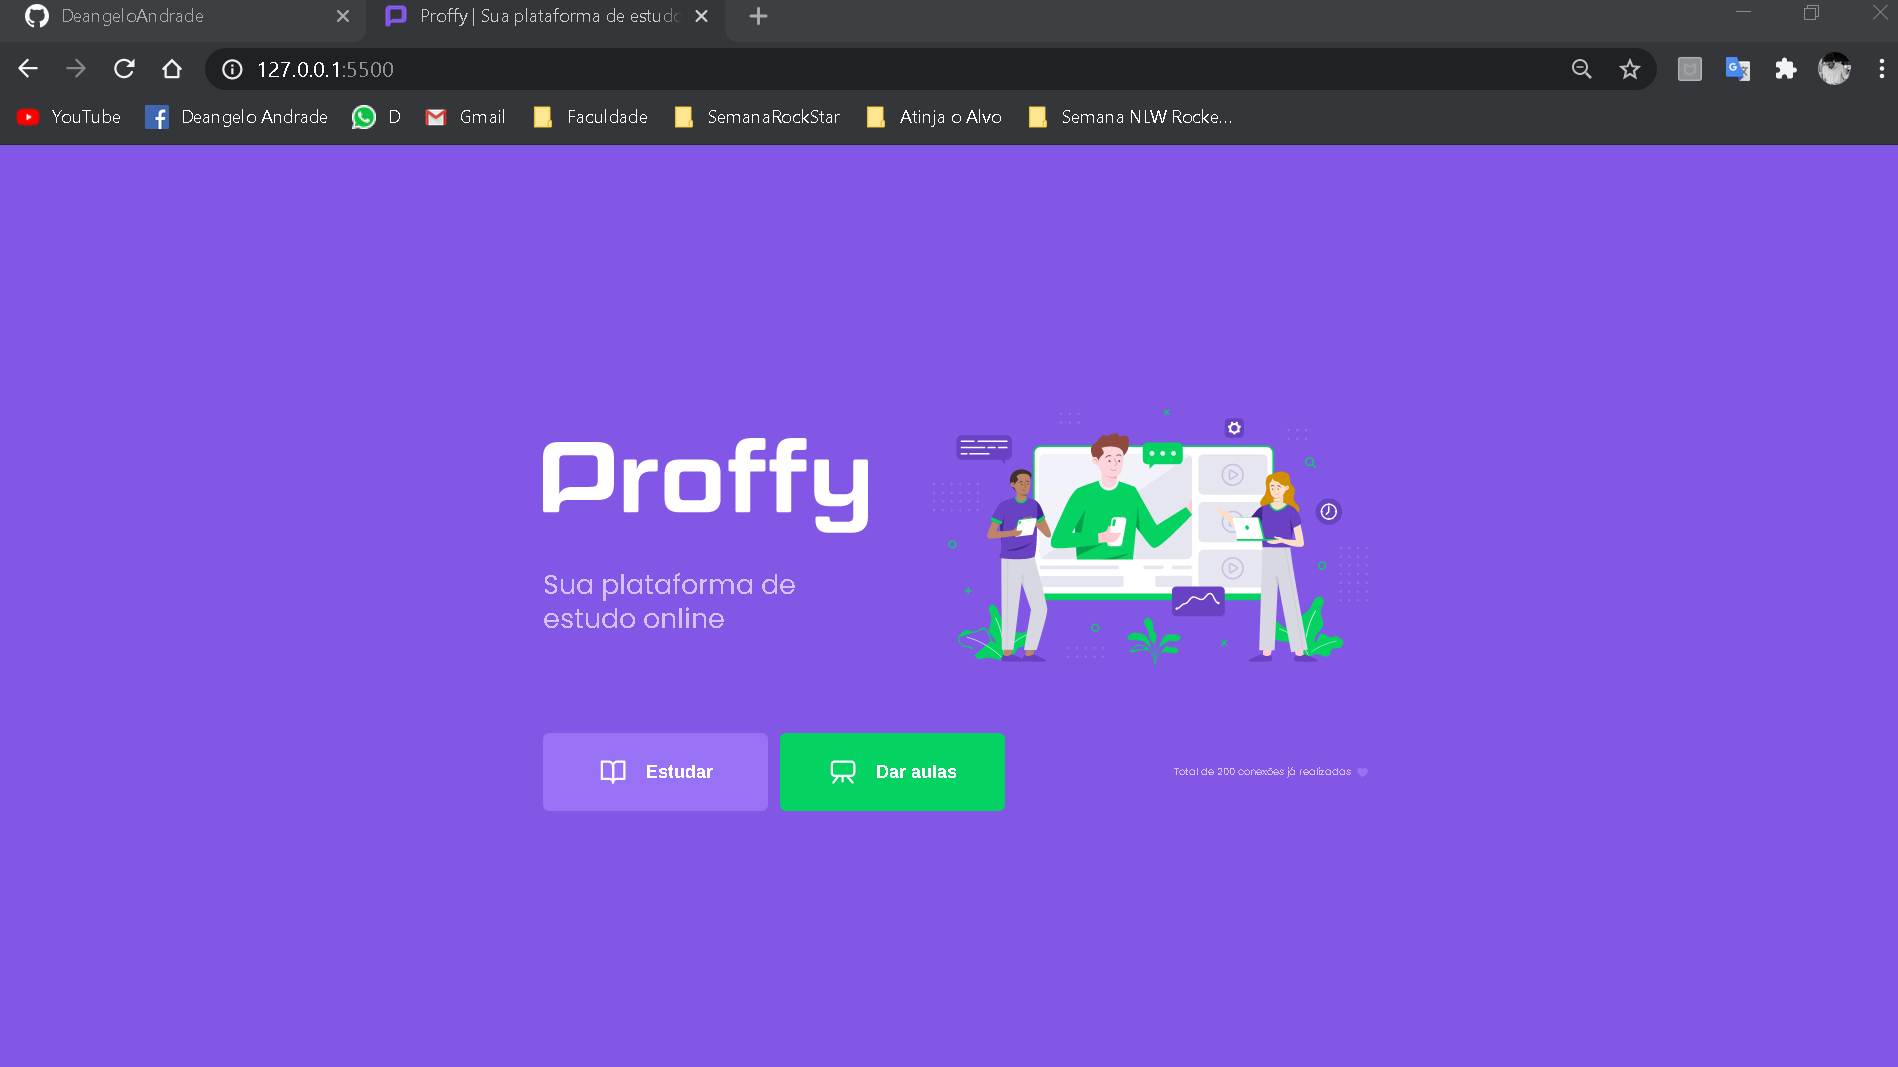 DeangeloAndrade
Proffy | Sua plataforma de estudo
127.0.0.1:5500
YouTube Deangelo Andrade D Gmail Faculdade SemanaRockStar Atinja o Alvo Semana NLW Rocke...
Proffy
Sua plataforma de
estudo online
Estudar
Dar aulas
Total de 200 conexões já realizadas